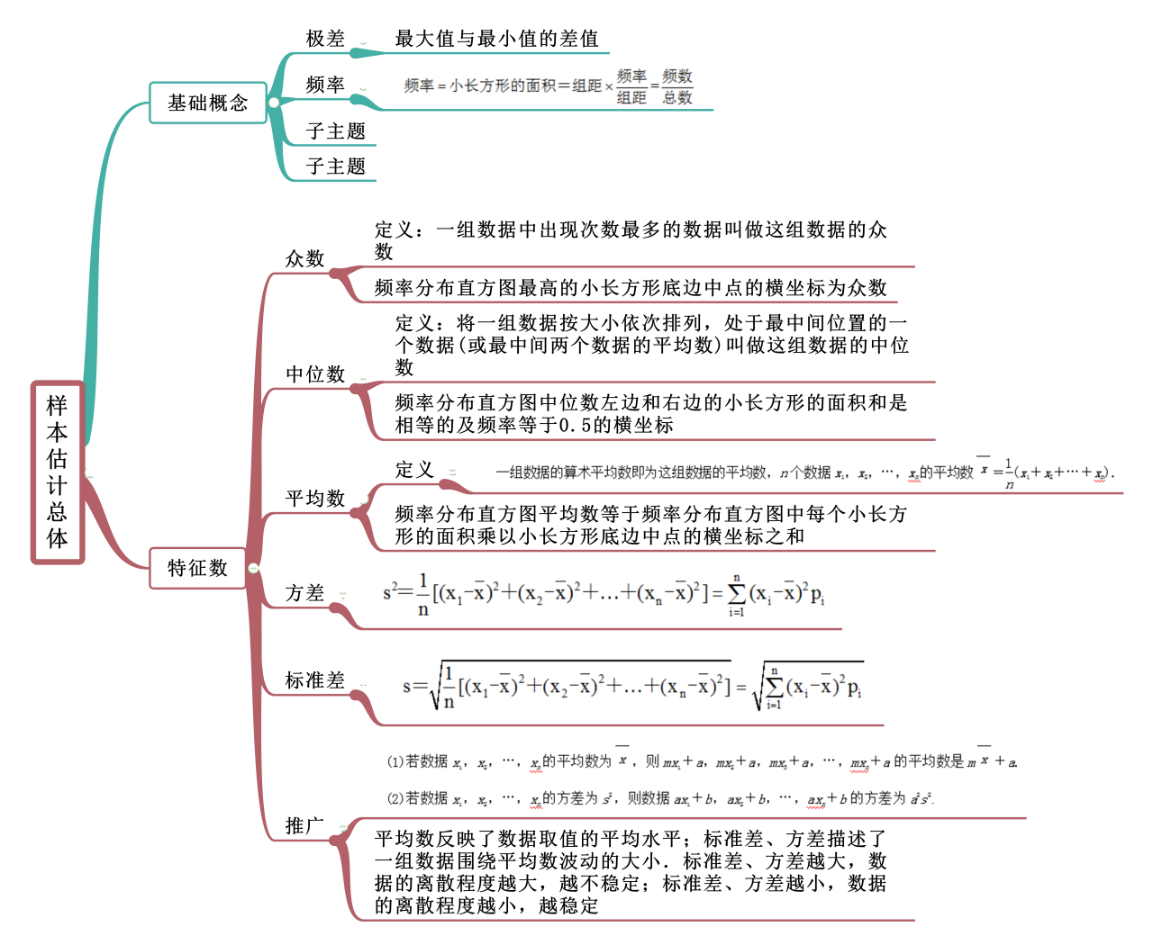 极差
最大值与最小值的差值
频率
频率=小长方形的面积=组距×频率/组距=频数/总数
基础概念
子主题
子主题
样本估计总体
特征数
众数
定义：一组数据中出现次数最多的数据叫做这组数据的众
数
频率分布直方图最高的小长方形底边中点的横坐标为众数
中位数
定义：将一组数据按大小依次排列，处于最中间位置的一
个数据(或最中间两个数据的平均数)叫做这组数据的中位
数
频率分布直方图中位数左边和右边的小长方形的面积和是
相等的及频率等于0.5的横坐标
平均数
定义
一组数据的算术平均数即为这组数据的平均数，n个数据x₁，x₂，…，xₙ的平均数x̅=1/n(x₁+x₂+…+xₙ).
频率分布直方图平均数等于频率分布直方图中每个小长方
形的面积乘以小长方形底边中点的横坐标之和
方差
s²=1/n[(x₁-x̅)²+(x₂-x̅)²+...+(xₙ-x̅)²]=∑ⁿᵢ₌₁(xᵢ-x̅)²pᵢ
标准差
s=√(1/n[(x₁-x̅)²+(x₂-x̅)²+...+(xₙ-x̅)²])=√(∑ⁿᵢ₌₁(xᵢ-x̅)²pᵢ)
推广
(1)若数据x₁，x₂，…，xₙ的平均数为x̅，则mx₁+a，mx₂+a，mx₃+a，…，mxₙ+a的平均数是mx̅+a.
(2)若数据x₁，x₂，…，xₙ的方差为s²，则数据ax₁+b，ax₂+b，…，axₙ+b的方差为a²s².
平均数反映了数据取值的平均水平；标准差、方差描述了
一组数据围绕平均数波动的大小．标准差、方差越大，数
据的离散程度越大，越不稳定；标准差、方差越小，数据
的离散程度越小，越稳定